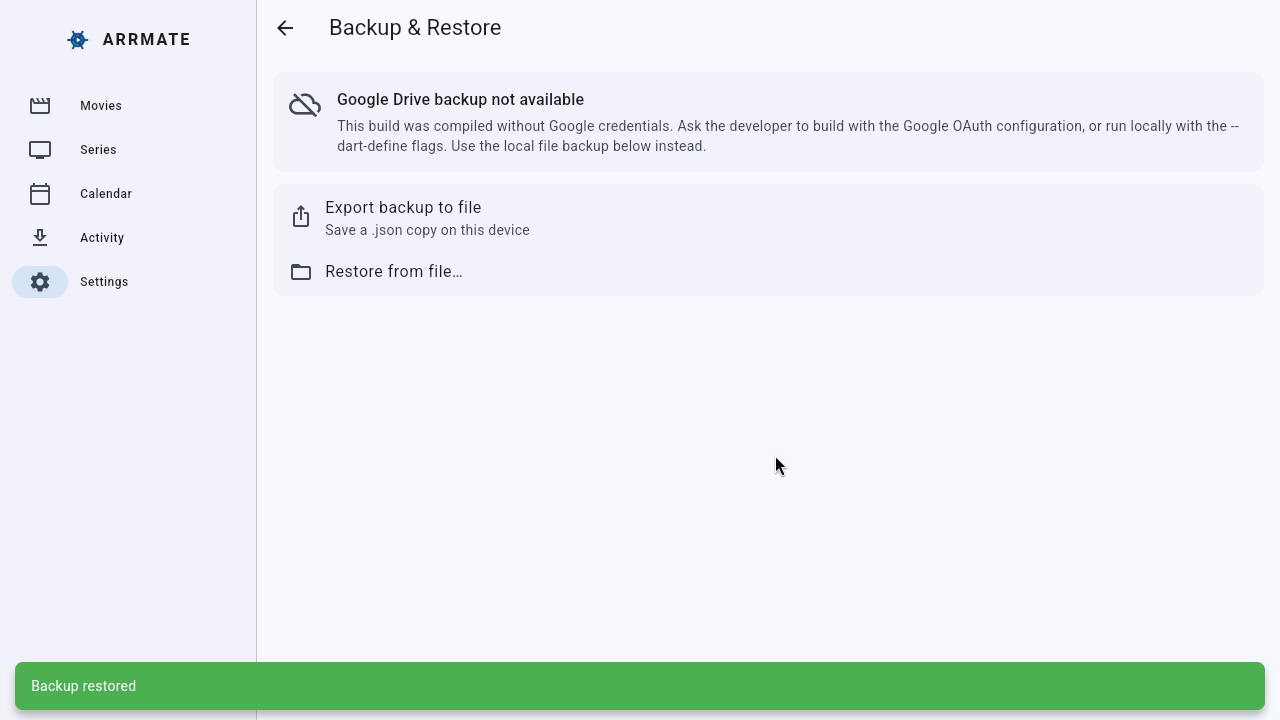 ARRMATE
Movies
Series
Calendar
Activity
Settings
Backup & Restore
Google Drive backup not available
This build was compiled without Google credentials. Ask the developer to build with the Google OAuth configuration, or run locally with the --
dart-define flags. Use the local file backup below instead.
Export backup to file
Save a .json copy on this device
Restore from file…
Backup restored